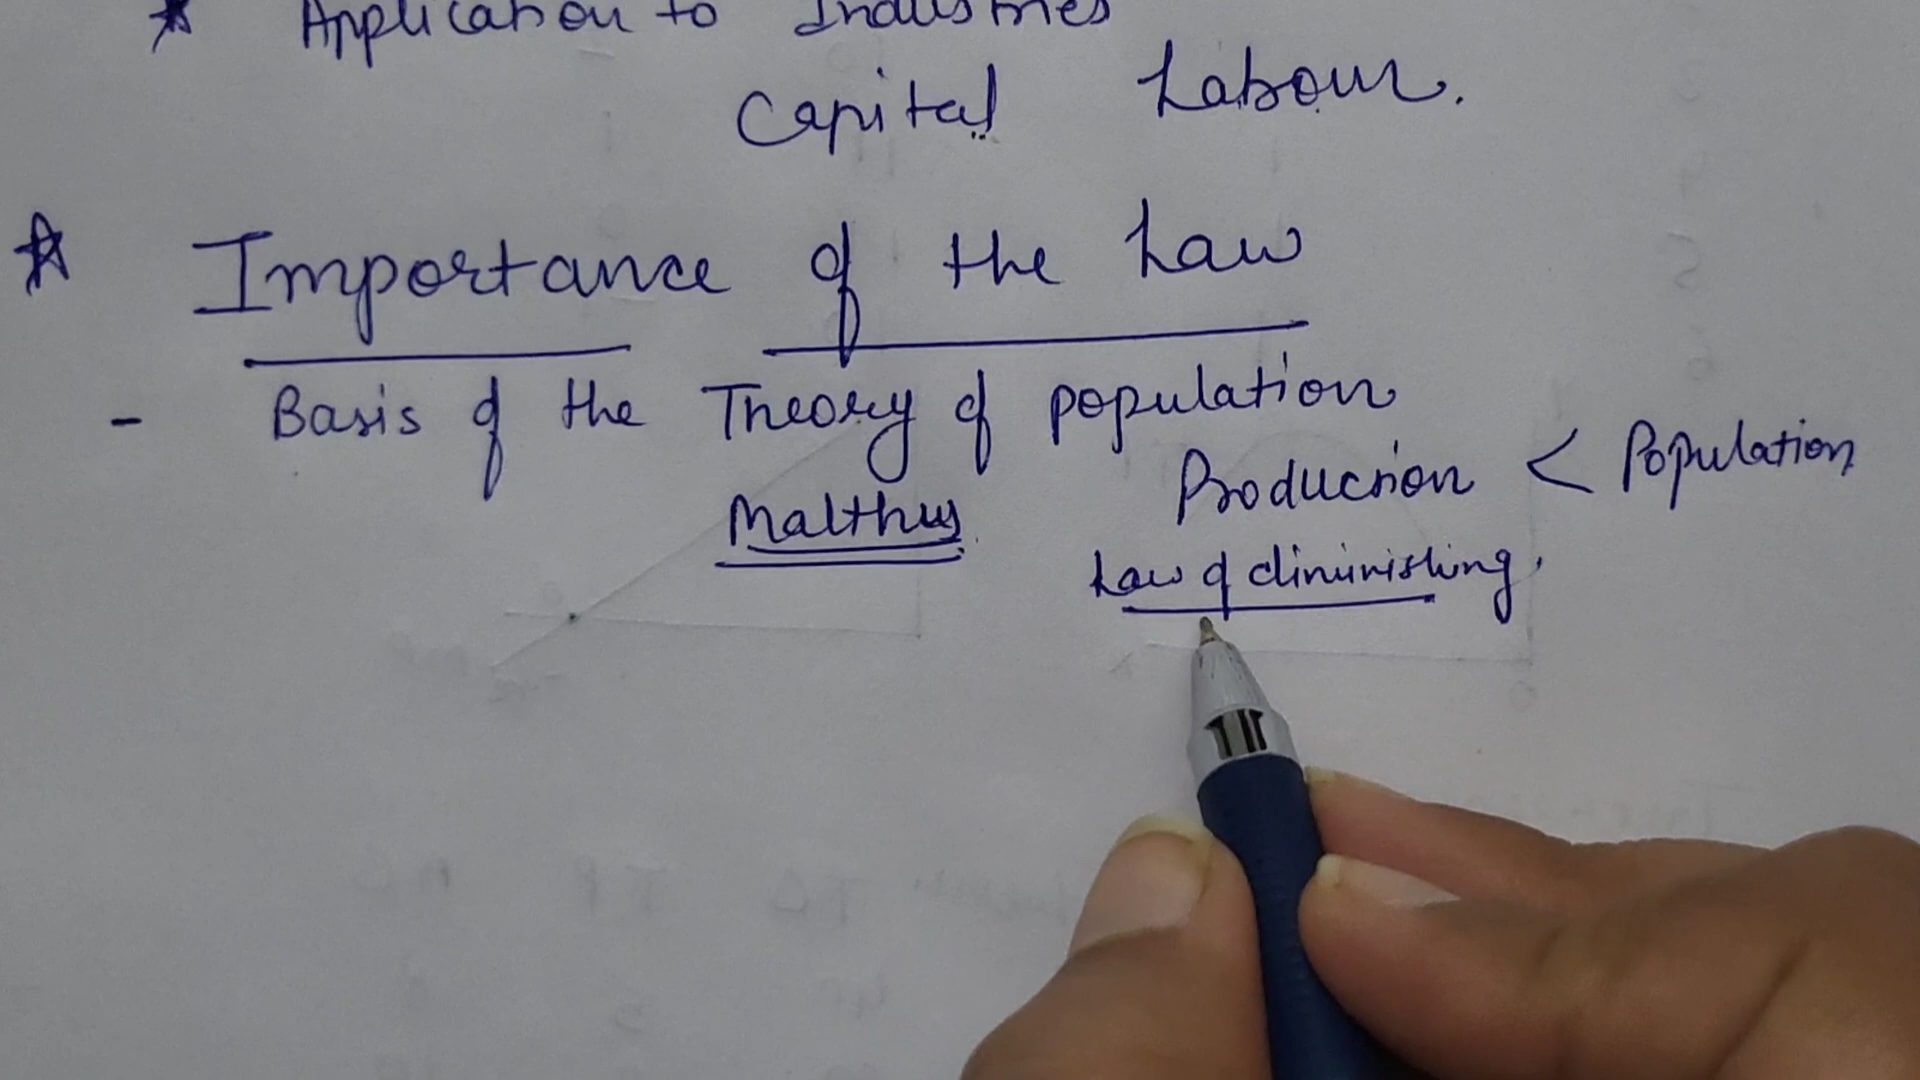 * Application to Industries
Capital Labour.
* Importance of the Law
- Basis of the Theory of population
Production < Population
Malthus
Law of diminishing.